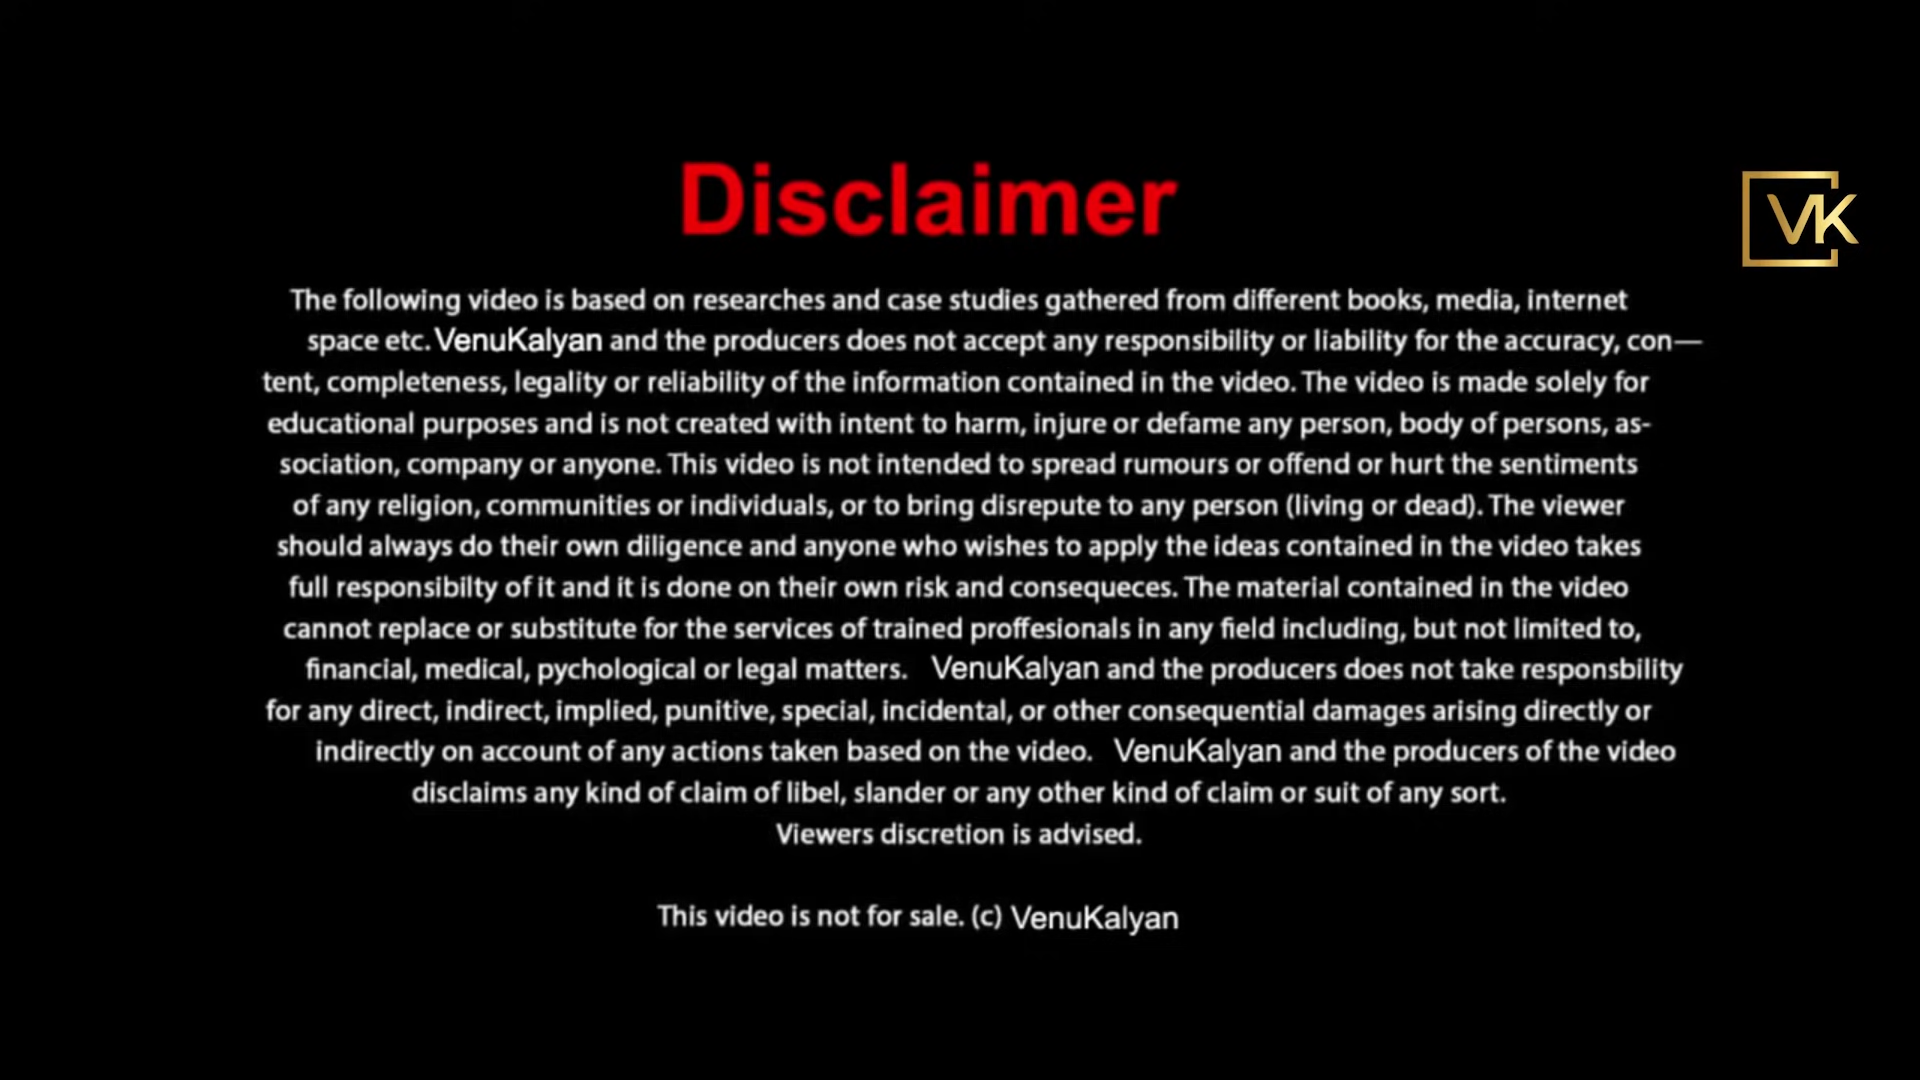 Disclaimer
VK
The following video is based on researches and case studies gathered from different books, media, internet
space etc. VenuKalyan and the producers does not accept any responsibility or liability for the accuracy, con—
tent, completeness, legality or reliability of the information contained in the video. The video is made solely for
educational purposes and is not created with intent to harm, injure or defame any person, body of persons, as-
sociation, company or anyone. This video is not intended to spread rumours or offend or hurt the sentiments
of any religion, communities or individuals, or to bring disrepute to any person (living or dead). The viewer
should always do their own diligence and anyone who wishes to apply the ideas contained in the video takes
full responsibilty of it and it is done on their own risk and consequeces. The material contained in the video
cannot replace or substitute for the services of trained proffesionals in any field including, but not limited to,
financial, medical, pychological or legal matters. VenuKalyan and the producers does not take responsbility
for any direct, indirect, implied, punitive, special, incidental, or other consequential damages arising directly or
indirectly on account of any actions taken based on the video. VenuKalyan and the producers of the video
disclaims any kind of claim of libel, slander or any other kind of claim or suit of any sort.
Viewers discretion is advised.
This video is not for sale. (c) VenuKalyan